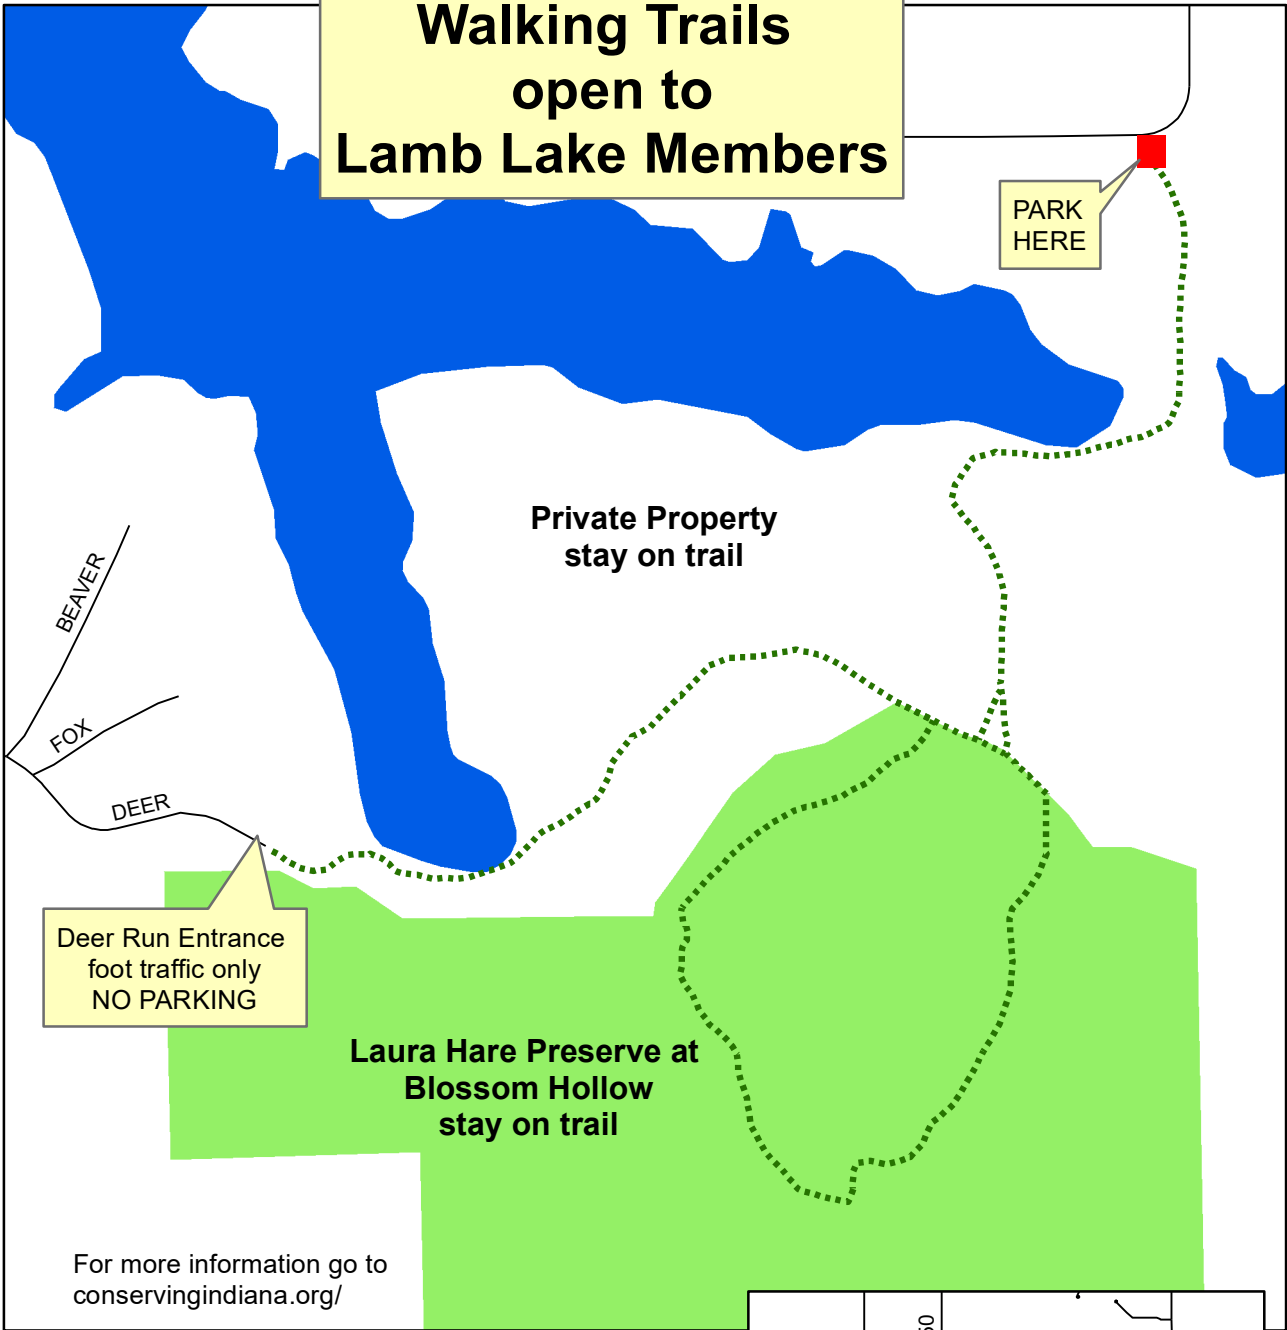 Walking Trails
open to
Lamb Lake Members
PARK
HERE
Private Property
stay on trail
BEAVER
FOX
DEER
Deer Run Entrance
foot traffic only
NO PARKING
Laura Hare Preserve at
Blossom Hollow
stay on trail
For more information go to
conservingindiana.org/